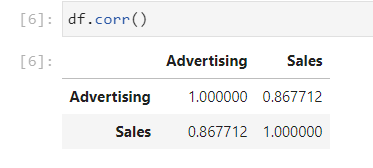 [6]: df.corr()
[6]:
Advertising Sales
Advertising 1.000000 0.867712
Sales 0.867712 1.000000